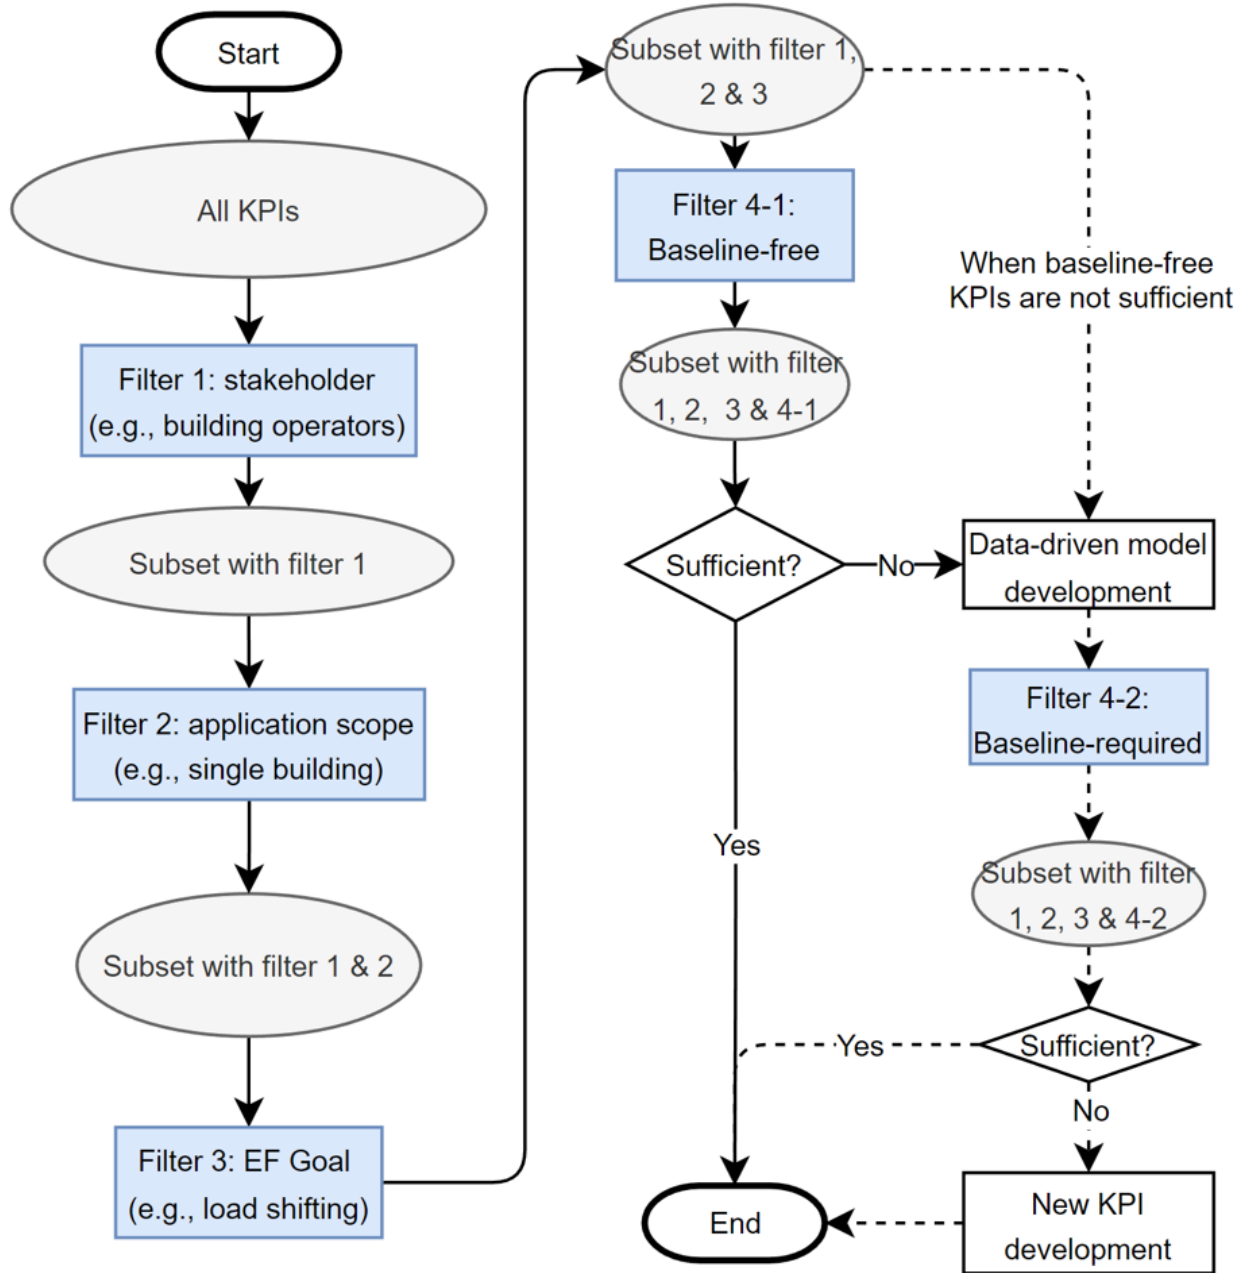 Start
All KPIs
Filter 1: stakeholder
(e.g., building operators)
Subset with filter 1
Filter 2: application scope
(e.g., single building)
Subset with filter 1 & 2
Filter 3: EF Goal
(e.g., load shifting)
Subset with filter 1,
2 & 3
Filter 4-1:
Baseline-free
Subset with filter
1, 2, 3 & 4-1
Sufficient?
No
Yes
When baseline-free
KPIs are not sufficient
Data-driven model
development
Filter 4-2:
Baseline-required
Subset with filter
1, 2, 3 & 4-2
Sufficient?
Yes
No
New KPI
development
End